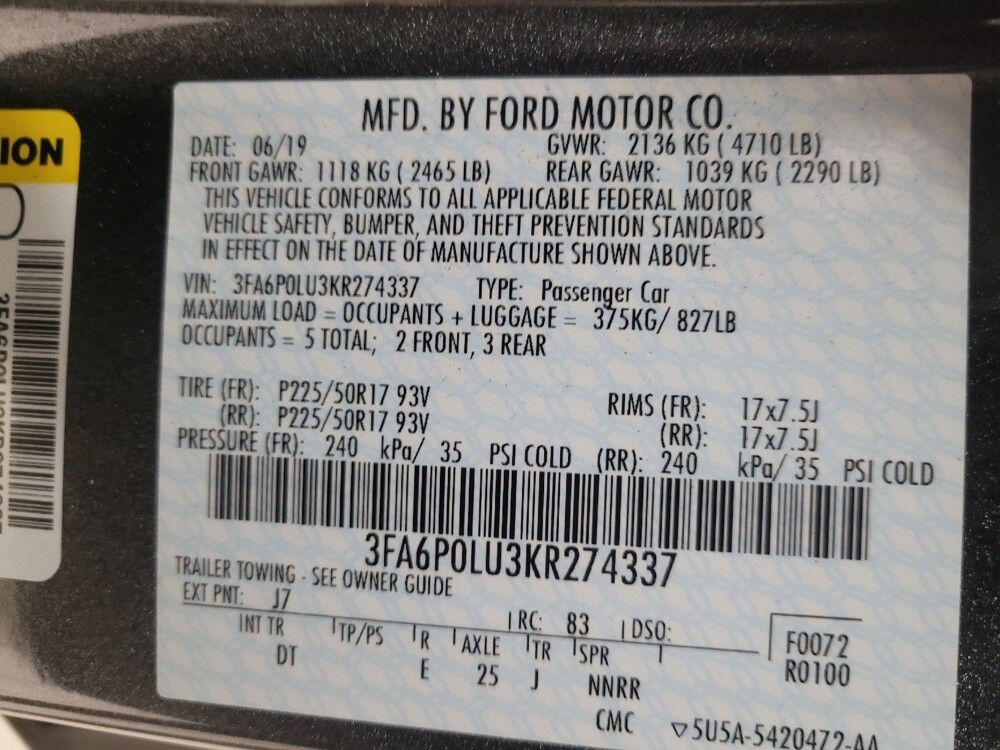 ION
MFD. BY FORD MOTOR CO.
DATE: 06/19 GVWR: 2136 KG ( 4710 LB)
FRONT GAWR: 1118 KG ( 2465 LB) REAR GAWR: 1039 KG ( 2290 LB)
THIS VEHICLE CONFORMS TO ALL APPLICABLE FEDERAL MOTOR
VEHICLE SAFETY, BUMPER, AND THEFT PREVENTION STANDARDS
IN EFFECT ON THE DATE OF MANUFACTURE SHOWN ABOVE.
VIN: 3FA6P0LU3KR274337 TYPE: Passenger Car
MAXIMUM LOAD = OCCUPANTS + LUGGAGE = 375KG/ 827LB
OCCUPANTS = 5 TOTAL; 2 FRONT, 3 REAR
TIRE (FR): P225/50R17 93V RIMS (FR): 17x7.5J
(RR): P225/50R17 93V (RR): 17x7.5J
PRESSURE (FR): 240 kPa/ 35 PSI COLD (RR): 240 kPa/ 35 PSI COLD
3FA6P0LU3KR274337
TRAILER TOWING - SEE OWNER GUIDE
EXT PNT: J7 RC: 83 DSO:
INT TR TP/PS R AXLE TR SPR F0072
DT E 25 J NNRR R0100
CMC ▽5U5A-5420472-AA